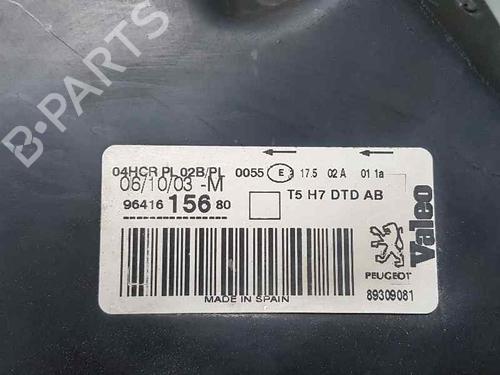 B-PARTS
04HCR PL 02B/PL 0055 E 17.5 02 A 01 1a
06/10/03 -M
96416 156 80
T5 H7 DTD AB
PEUGEOT
Valeo
MADE IN SPAIN
89309081